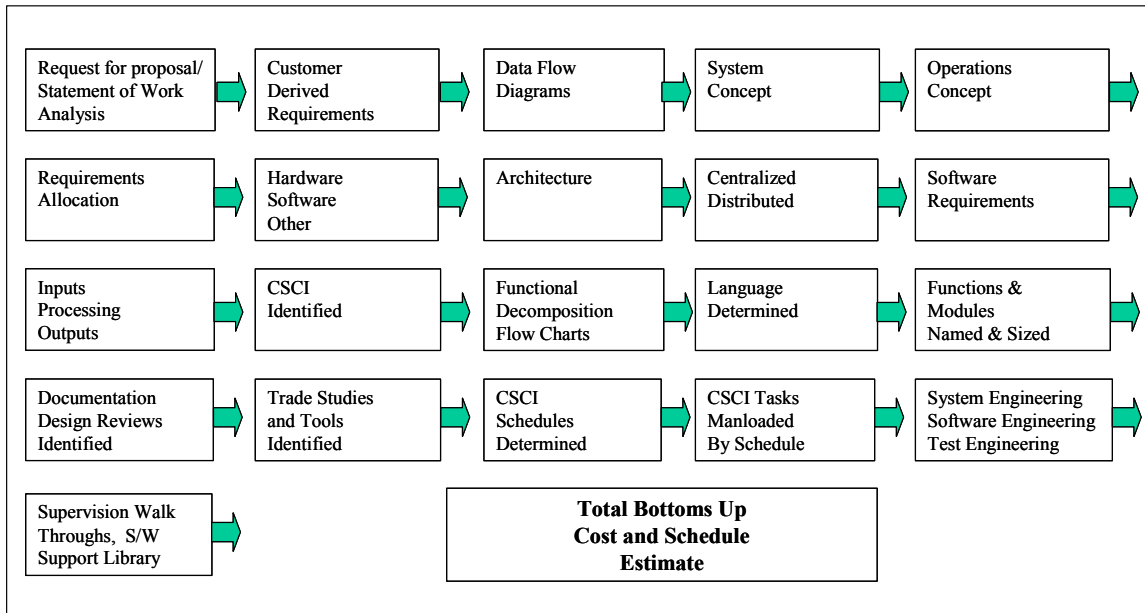 Request for proposal/
Statement of Work
Analysis
Customer
Derived
Requirements
Data Flow
Diagrams
System
Concept
Operations
Concept
Requirements
Allocation
Hardware
Software
Other
Architecture
Centralized
Distributed
Software
Requirements
Inputs
Processing
Outputs
CSCI
Identified
Functional
Decomposition
Flow Charts
Language
Determined
Functions &
Modules
Named & Sized
Documentation
Design Reviews
Identified
Trade Studies
and Tools
Identified
CSCI
Schedules
Determined
CSCI Tasks
Manloaded
By Schedule
System Engineering
Software Engineering
Test Engineering
Supervision Walk
Throughs, S/W
Support Library
Total Bottoms Up
Cost and Schedule
Estimate